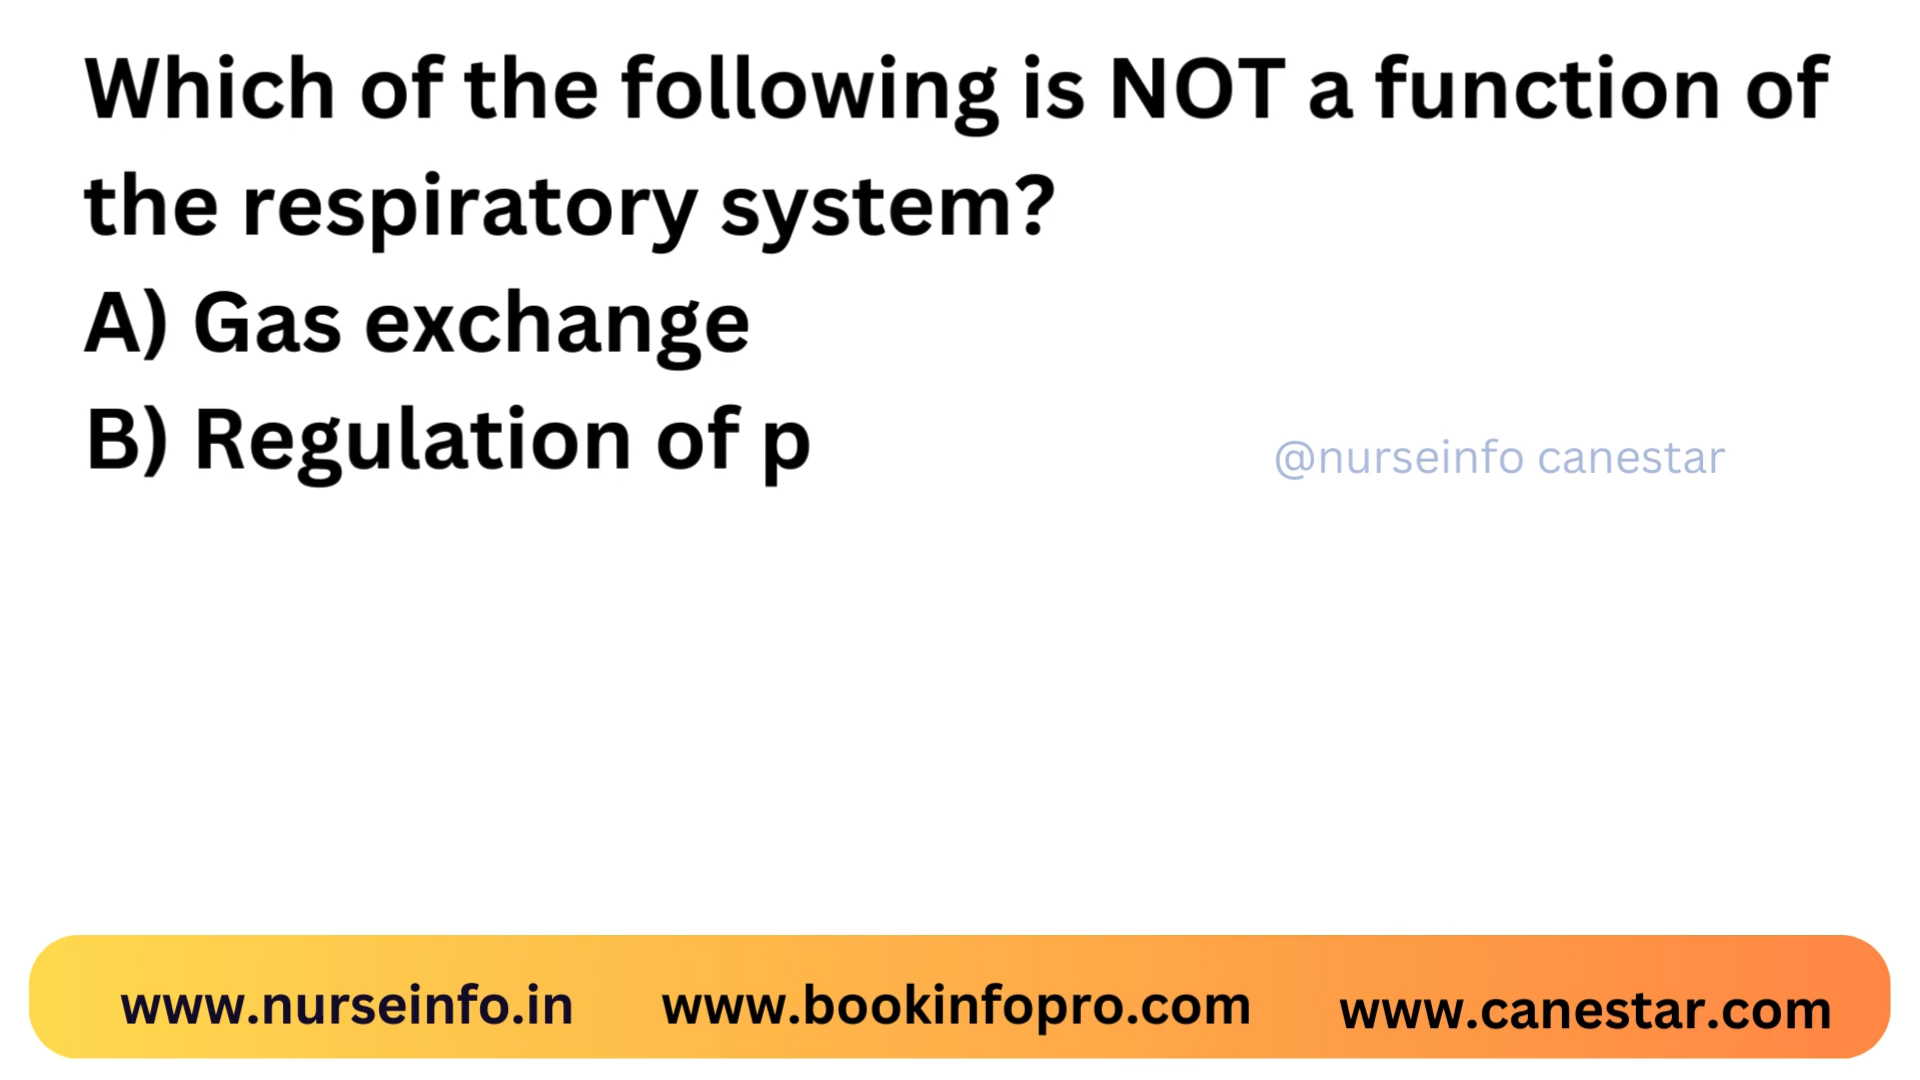 Which of the following is NOT a function of
the respiratory system?
A) Gas exchange
B) Regulation of p
@nurseinfo canestar
www.nurseinfo.in
www.bookinfopro.com
www.canestar.com